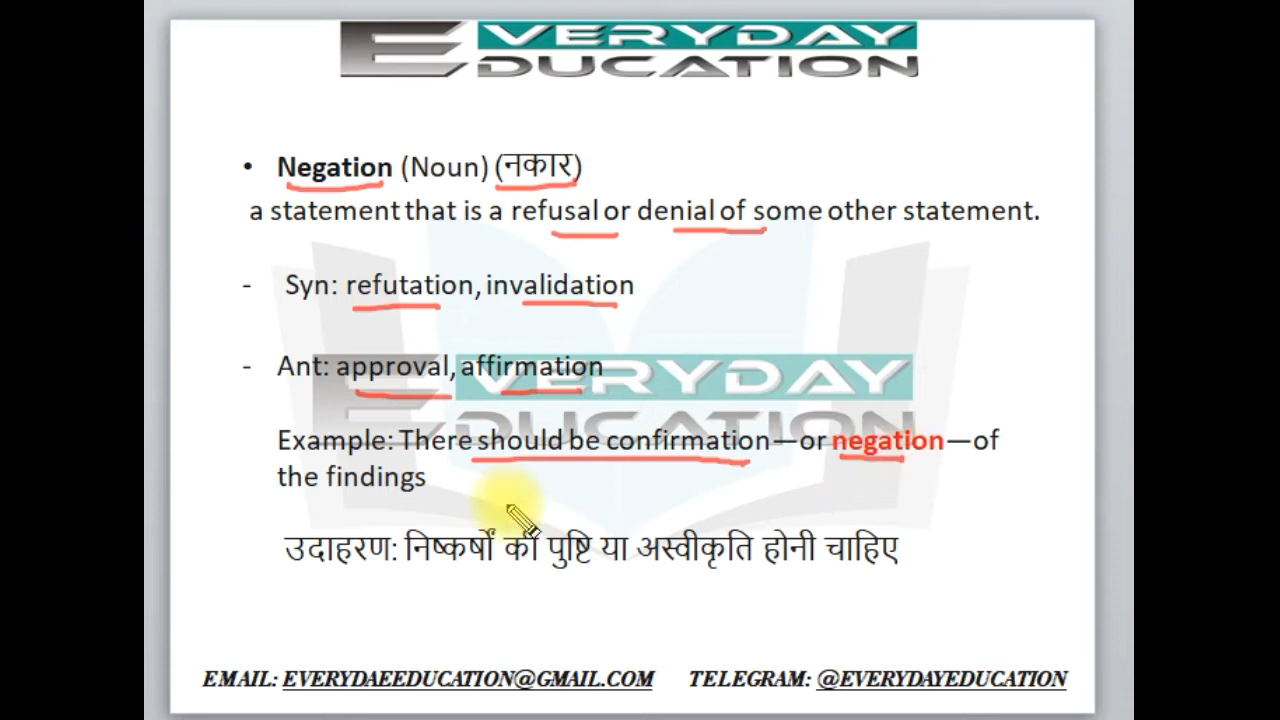 EVERYDAY
EDUCATION
• Negation (Noun) (नकार)
a statement that is a refusal or denial of some other statement.
- Syn: refutation, invalidation
- Ant: approval, affirmation
EVERYDAY
EDUCATION
Example: There should be confirmation—or negation—of
the findings
उदाहरण: निष्कर्षों की पुष्टि या अस्वीकृति होनी चाहिए
EMAIL: EVERYDAEEDUCATION@GMAIL.COM TELEGRAM: @EVERYDAYEDUCATION